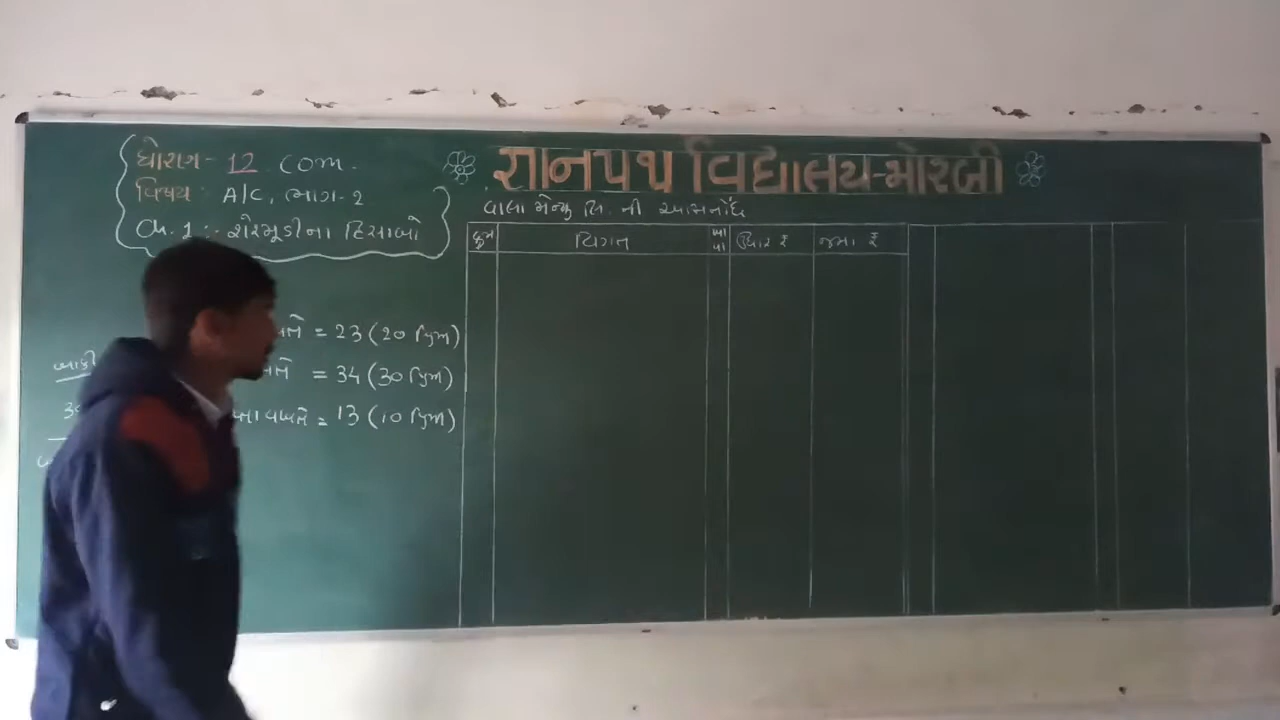 ધોરણ - 12 com.
વિષય : A/C, ભાગ-2
Ch. 1 :- શેરમૂડીના હિસાબો
જ્ઞાનપથ વિદ્યાલય-મોરબી
વાલા મેન્યુ લિ. ની આમનોંધ
ક્રમ વિગત ખા પા ઉધાર ₹ જમા ₹
= 23 (20 પ્રિમિ)
= 34 (30 પ્રિમિ)
= 13 (10 પ્રિમિ)
બાકી